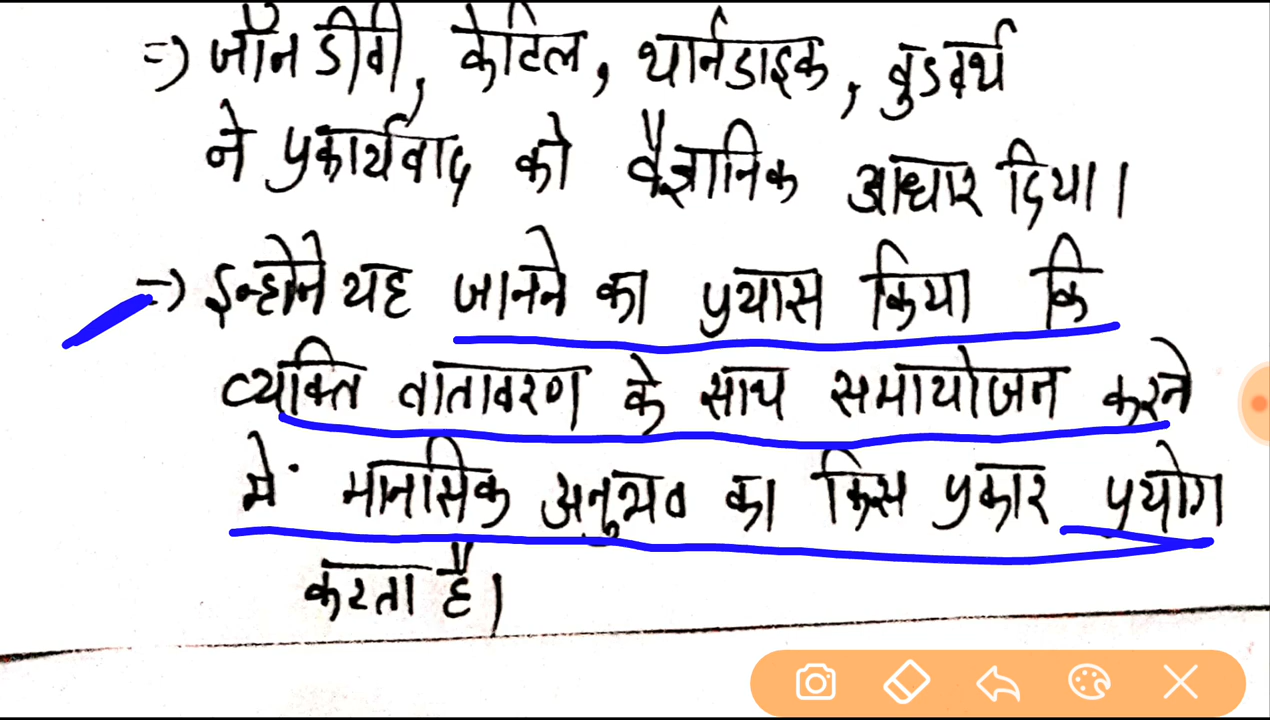 => जॉन डीवी, केटिल, थार्नडाइक, वुडवर्थ
ने प्रकार्यवाद को वैज्ञानिक आधार दिया।
=> इन्होने यह जानने का प्रयास किया कि
व्यक्ति वातावरण के साथ समायोजन करने
में मानसिक अनुभव का किस प्रकार प्रयोग
करता है।